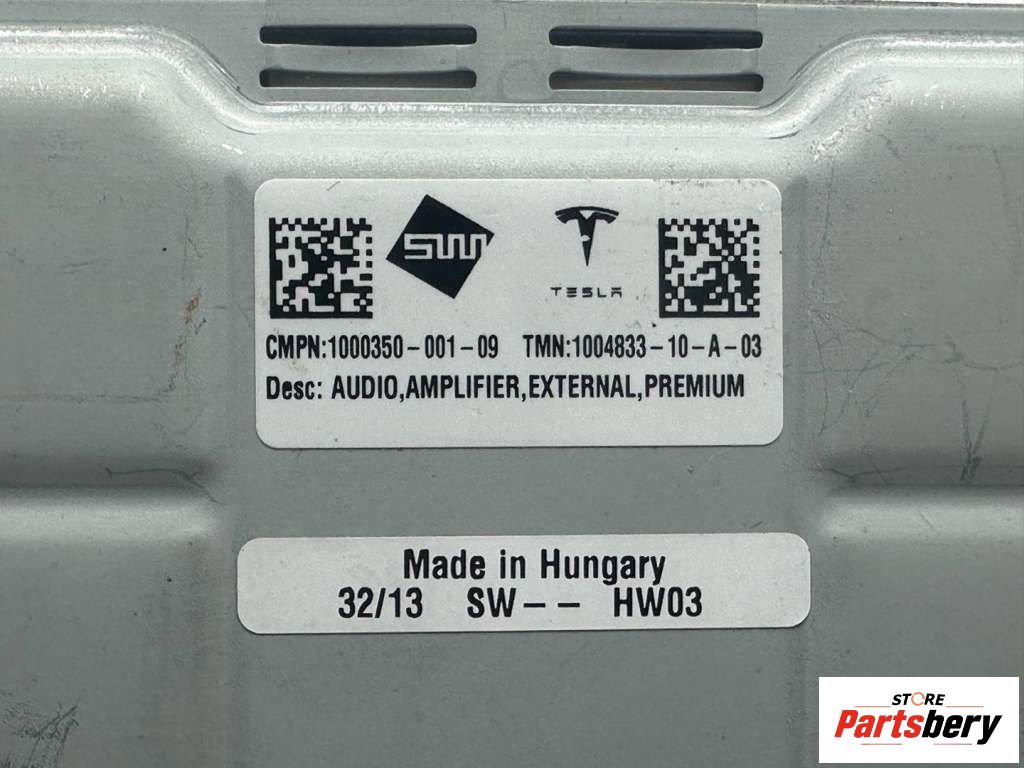 SW
TESLA
CMPN:1000350-001-09 TMN:1004833-10-A-03
Desc: AUDIO,AMPLIFIER,EXTERNAL,PREMIUM
Made in Hungary
32/13 SW-- HW03
STORE
Partsbery